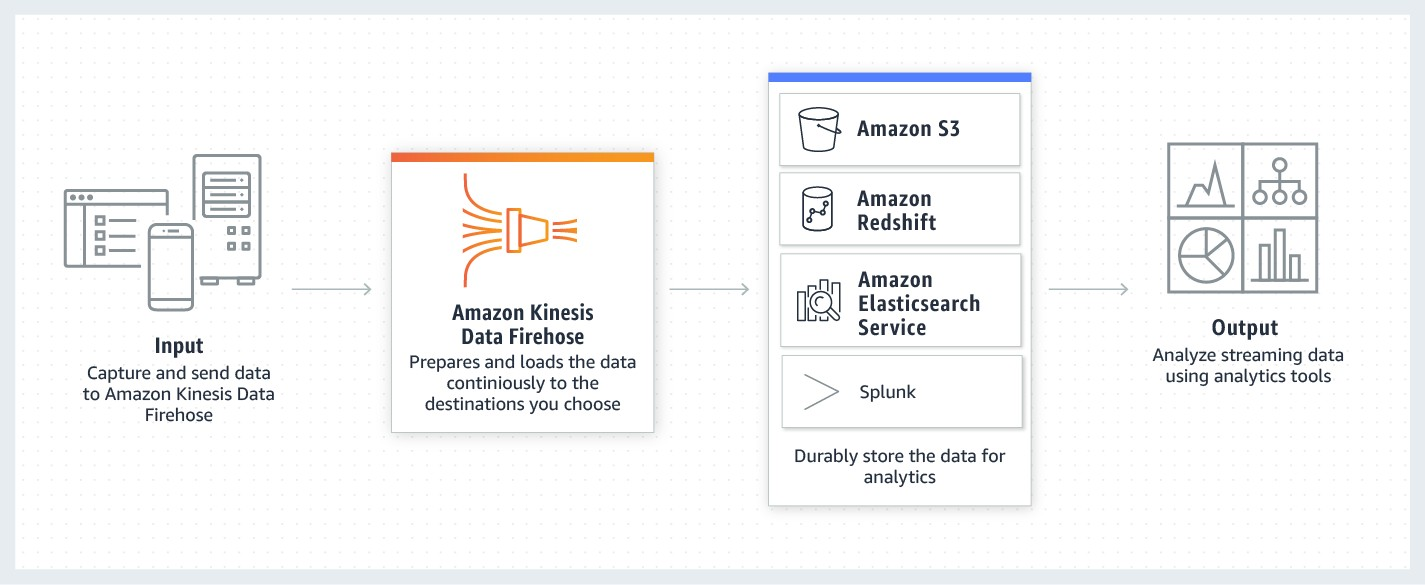 Input
Capture and send data
to Amazon Kinesis Data
Firehose
Amazon Kinesis
Data Firehose
Prepares and loads the data
continiously to the
destinations you choose
Amazon S3
Amazon
Redshift
Amazon
Elasticsearch
Service
Splunk
Durably store the data for
analytics
Output
Analyze streaming data
using analytics tools